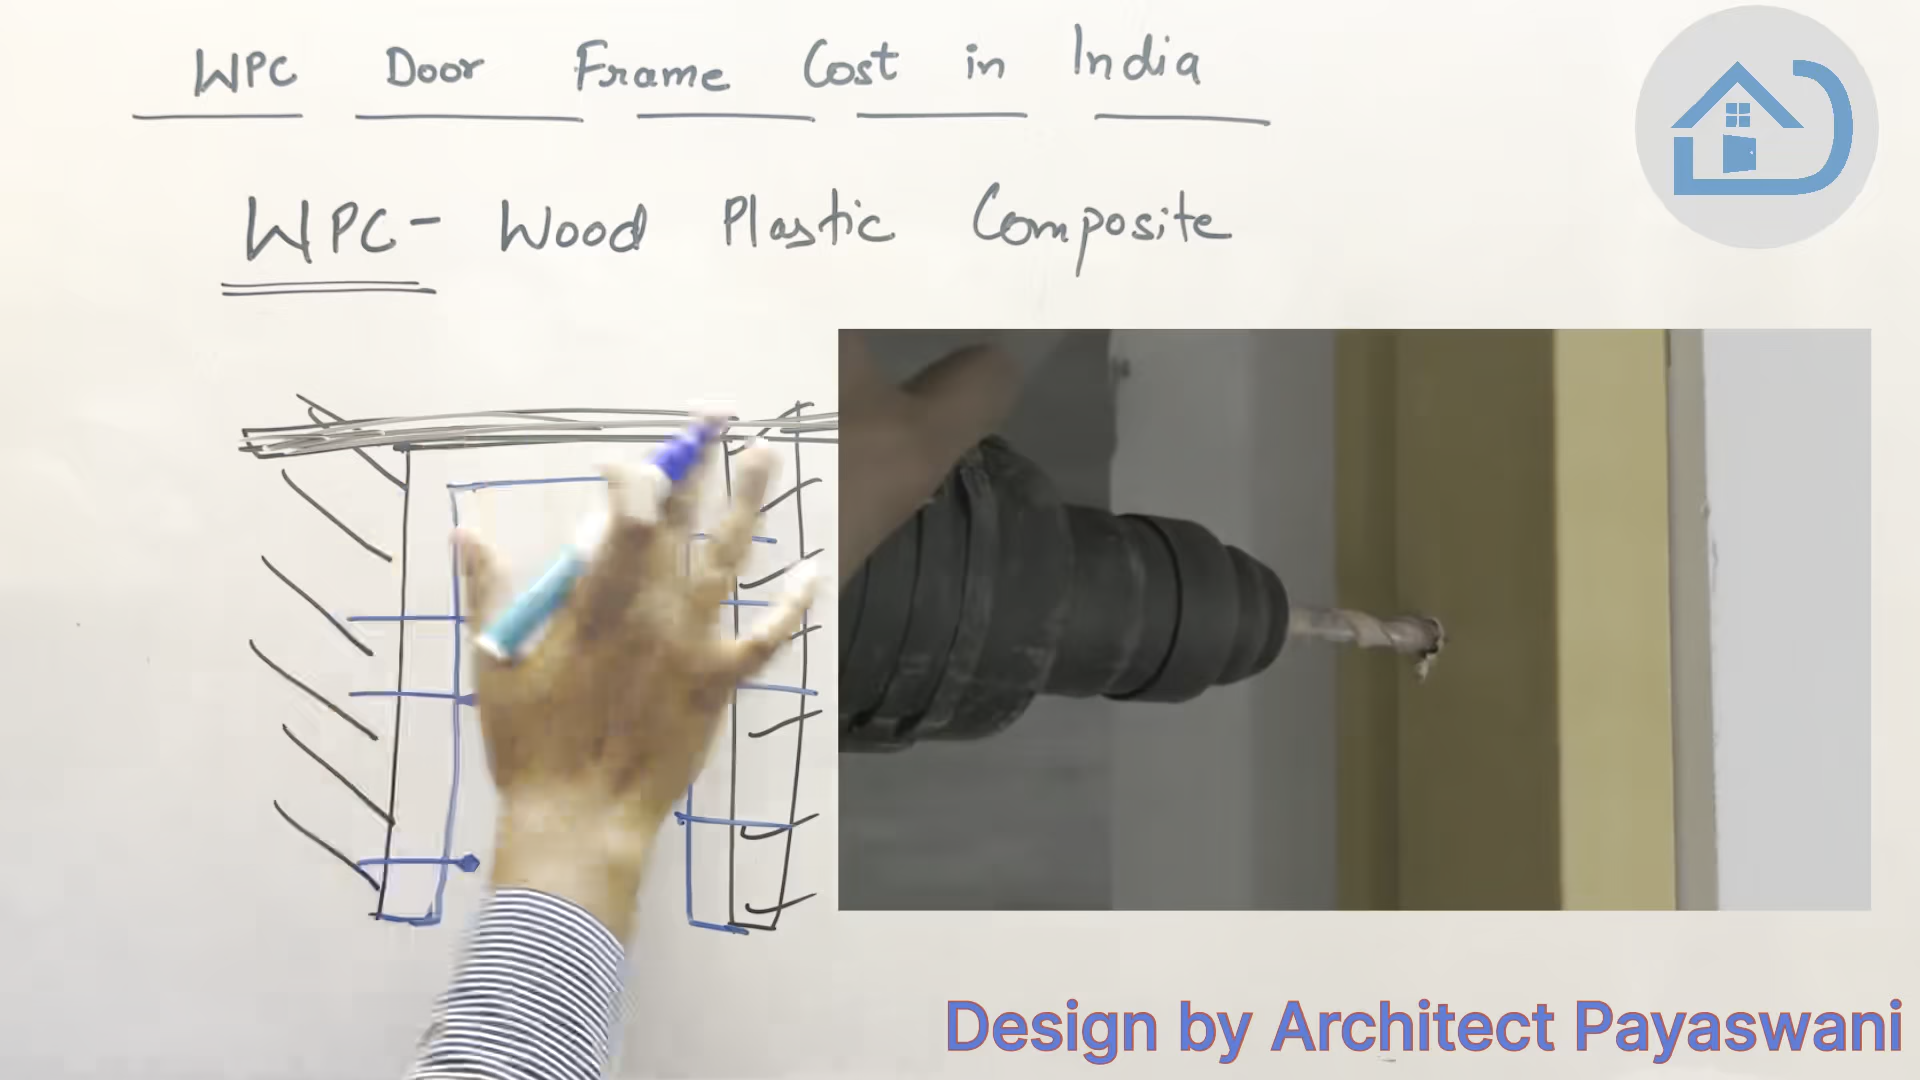 WPC Door Frame Cost in India
WPC - Wood Plastic Composite
Design by Architect Payaswani